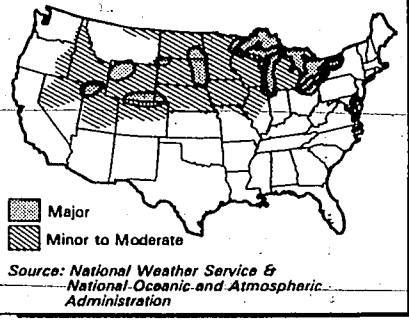 Major
Minor to Moderate
Source: National Weather Service &
National Oceanic and Atmospheric
Administration